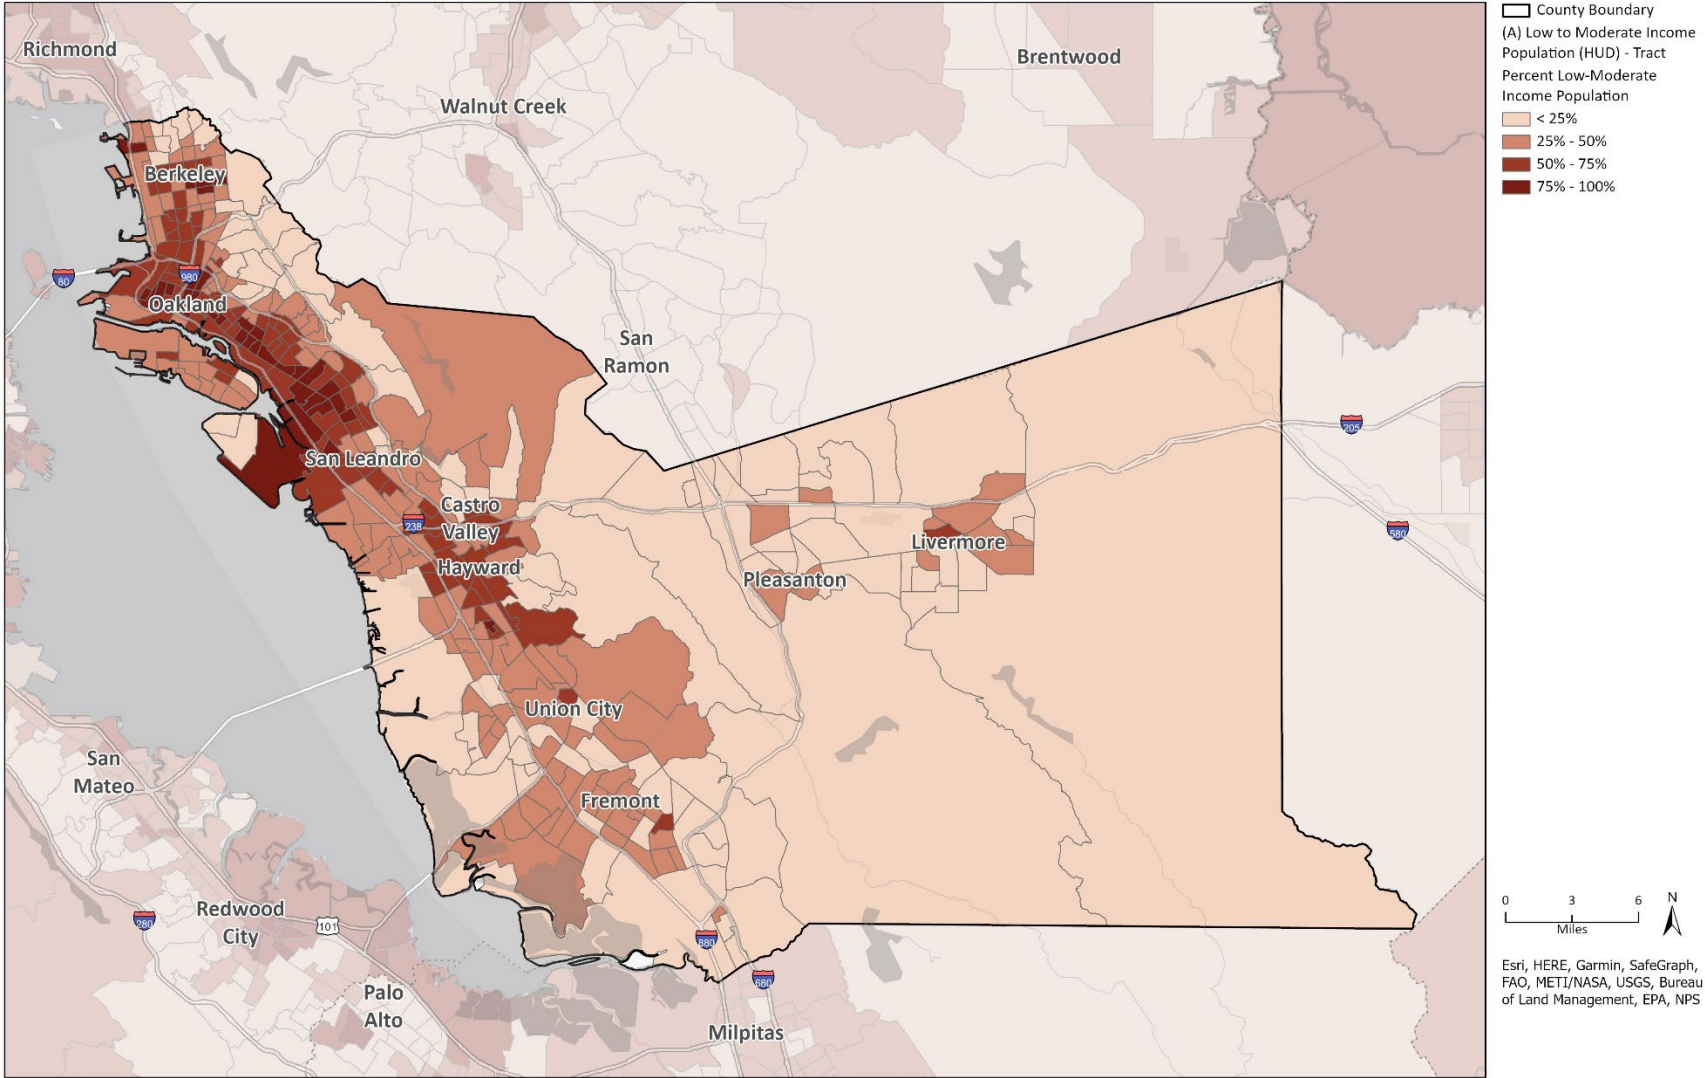 Richmond
Walnut Creek
Brentwood
Berkeley
80
980
Oakland
San
Ramon
205
San Leandro
Castro
Valley
238
580
Livermore
Hayward
Pleasanton
Union City
San
Mateo
Fremont
Redwood
City
280
101
880
680
Palo
Alto
Milpitas
County Boundary
(A) Low to Moderate Income
Population (HUD) - Tract
Percent Low-Moderate
Income Population
< 25%
25% - 50%
50% - 75%
75% - 100%
0 3 6
Miles
N
Esri, HERE, Garmin, SafeGraph,
FAO, METI/NASA, USGS, Bureau
of Land Management, EPA, NPS